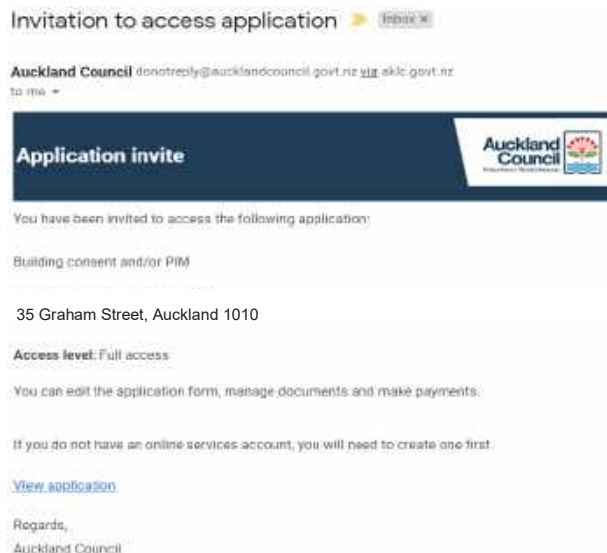 Invitation to access application
Inbox ×
Auckland Council donotreply@aucklandcouncil.govt.nz via aklc.govt.nz
to me
Application invite
Auckland
Council
You have been invited to access the following application:
Building consent and/or PIM
35 Graham Street, Auckland 1010
Access level: Full access
You can edit the application form, manage documents and make payments.
If you do not have an online services account, you will need to create one first.
View application
Regards,
Auckland Council